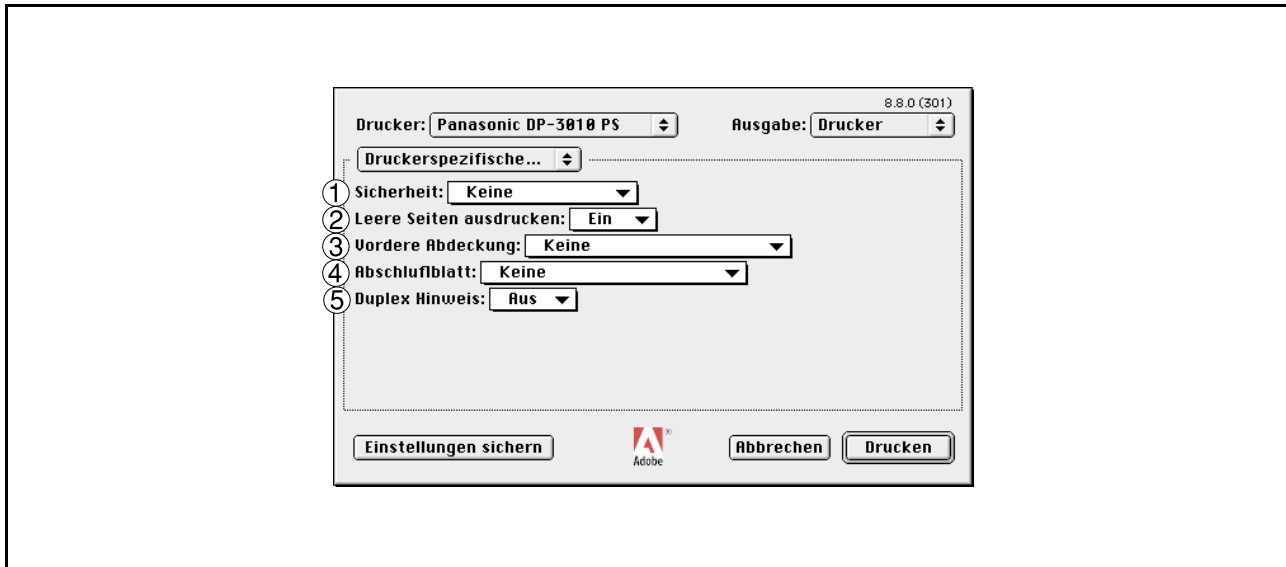 8.8.0 (301)
Drucker: Panasonic DP-3010 PS Ausgabe: Drucker
Druckerspezifische...
① Sicherheit: Keine
② Leere Seiten ausdrucken: Ein
③ Vordere Abdeckung: Keine
④ Abschluflblatt: Keine
⑤ Duplex Hinweis: Aus
Einstellungen sichern Adobe® Abbrechen Drucken